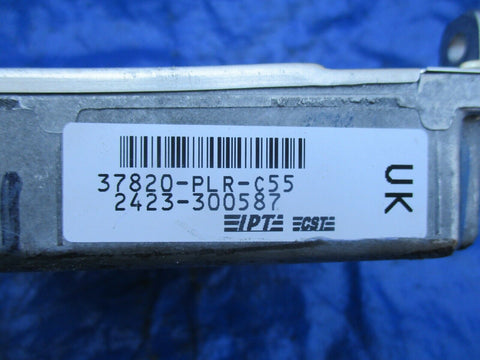 37820-PLR-C55
2423-300587
IPT CST
UK